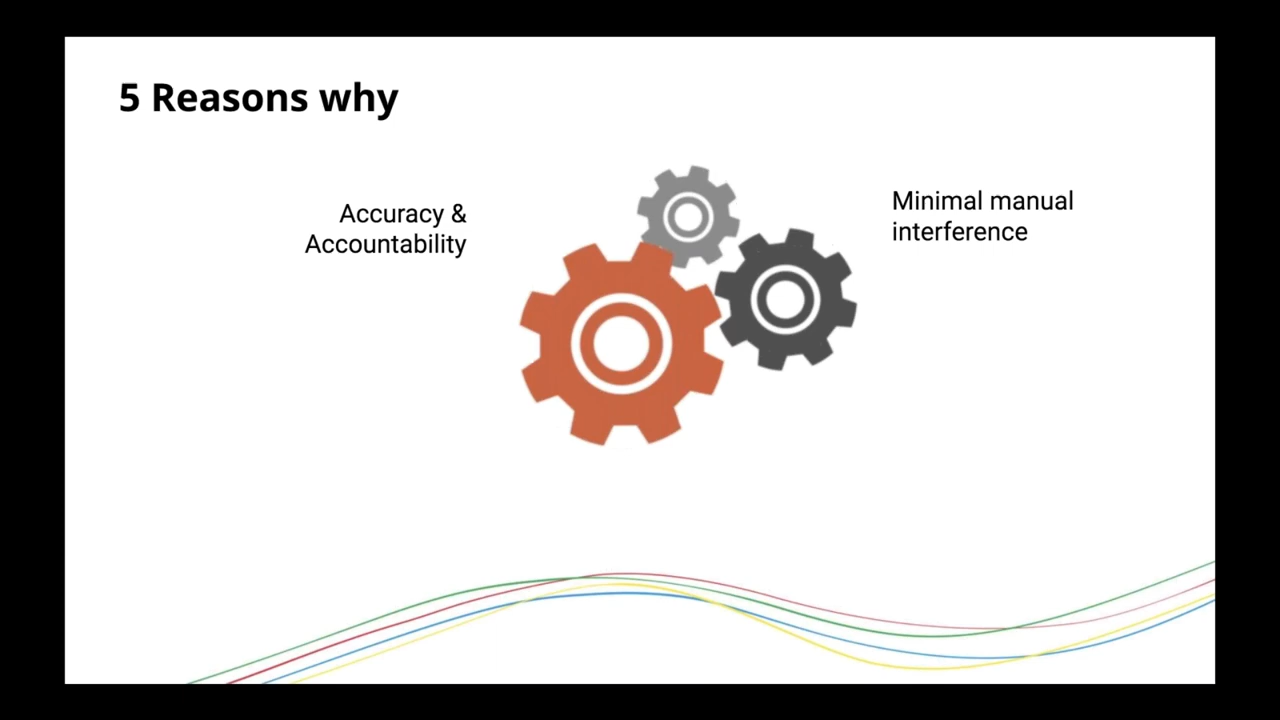 5 Reasons why
Accuracy &
Accountability
Minimal manual
interference